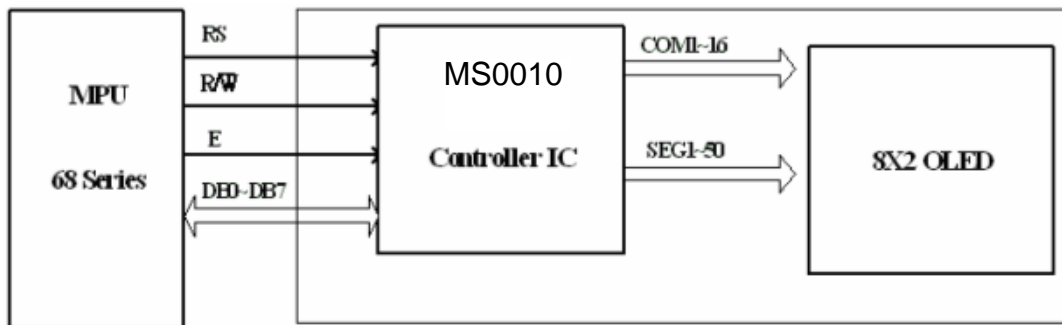 MPU
68 Series
RS
R/W
E
DB0~DB7
MS0010
Controller IC
COM1~16
SEG1~50
8X2 OLED